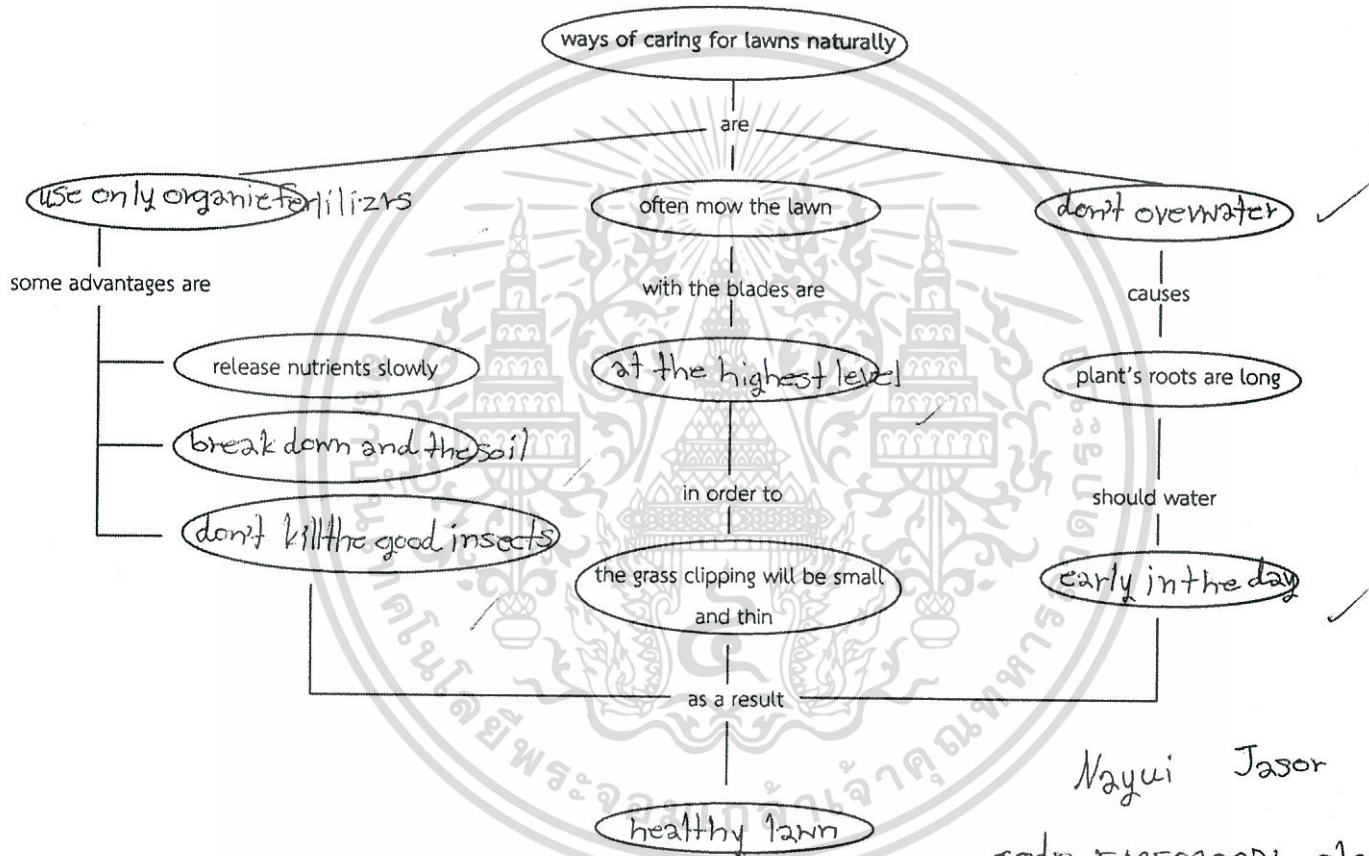 ways of caring for lawns naturally
are
use only organic fertilizrs
often mow the lawn
don't overwater
some advantages are
with the blades are
causes
release nutrients slowly
at the highest level
plant's roots are long
break down and the soil
in order to
should water
don't kill the good insects
the grass clipping will be small
and thin
early in the day
as a result
healthy lawn
Nayui Jasor